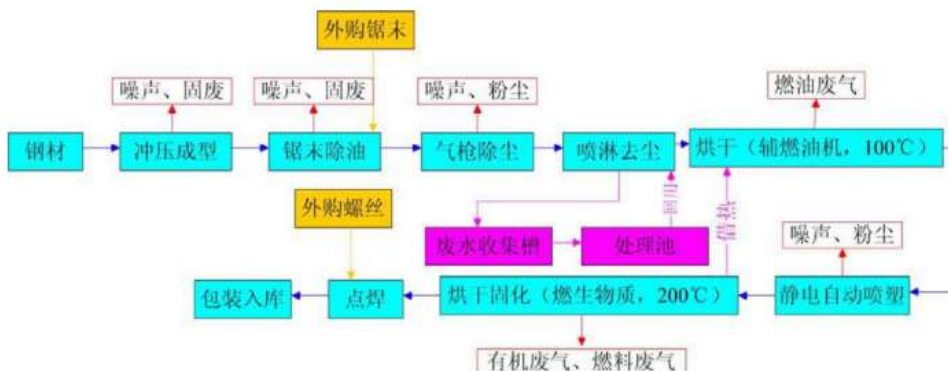 外购锯末
噪声、固废
噪声、固废
噪声、粉尘
燃油废气
钢材
冲压成型
锯末除油
气枪除尘
喷淋去尘
烘干（辅燃油机，100℃）
外购螺丝
回用
借热
废水收集槽
处理池
噪声、粉尘
包装入库
点焊
烘干固化（燃生物质，200℃）
静电自动喷塑
有机废气、燃料废气